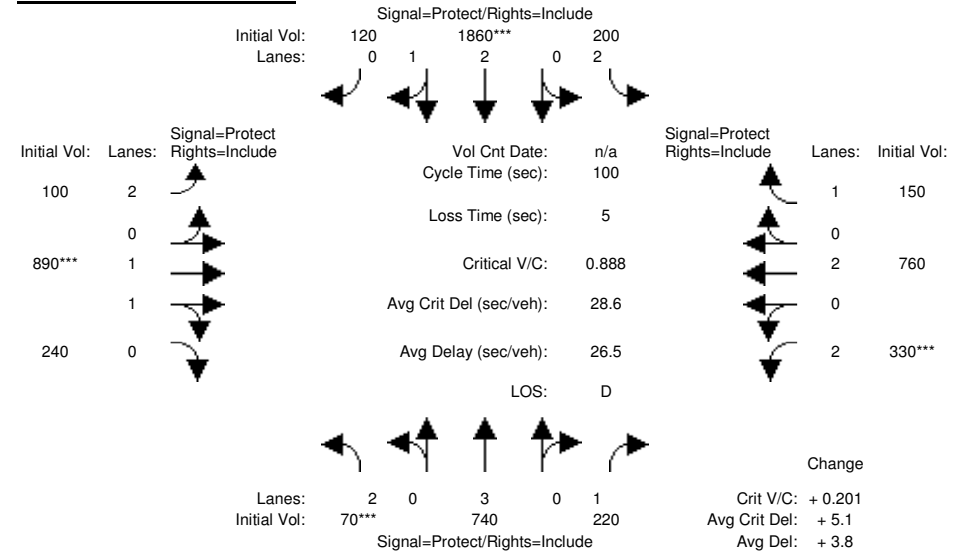 Signal=Protect/Rights=Include
Initial Vol: 120 1860*** 200
Lanes: 0 1 2 0 2
Signal=Protect
Initial Vol: Lanes: Rights=Include
Vol Cnt Date: n/a
Signal=Protect
Rights=Include Lanes: Initial Vol:
Cycle Time (sec): 100
100 2
1 150
Loss Time (sec): 5
0
0
890*** 1
Critical V/C: 0.888
2 760
1
Avg Crit Del (sec/veh): 28.6
0
240 0
Avg Delay (sec/veh): 26.5
2 330***
LOS: D
Lanes: 2 0 3 0 1
Initial Vol: 70*** 740 220
Signal=Protect/Rights=Include
Change
Crit V/C: + 0.201
Avg Crit Del: + 5.1
Avg Del: + 3.8